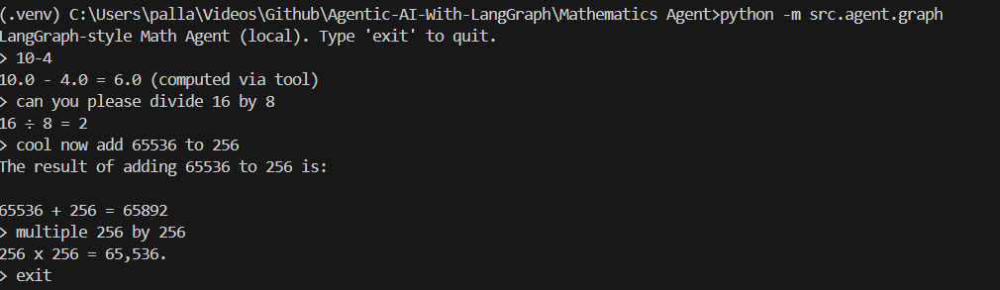 (.venv) C:\Users\palla\Videos\Github\Agentic-AI-With-LangGraph\Mathematics Agent>python -m src.agent.graph
LangGraph-style Math Agent (local). Type 'exit' to quit.
> 10-4
10.0 - 4.0 = 6.0 (computed via tool)
> can you please divide 16 by 8
16 ÷ 8 = 2
> cool now add 65536 to 256
The result of adding 65536 to 256 is:
65536 + 256 = 65892
> multiple 256 by 256
256 x 256 = 65,536.
> exit